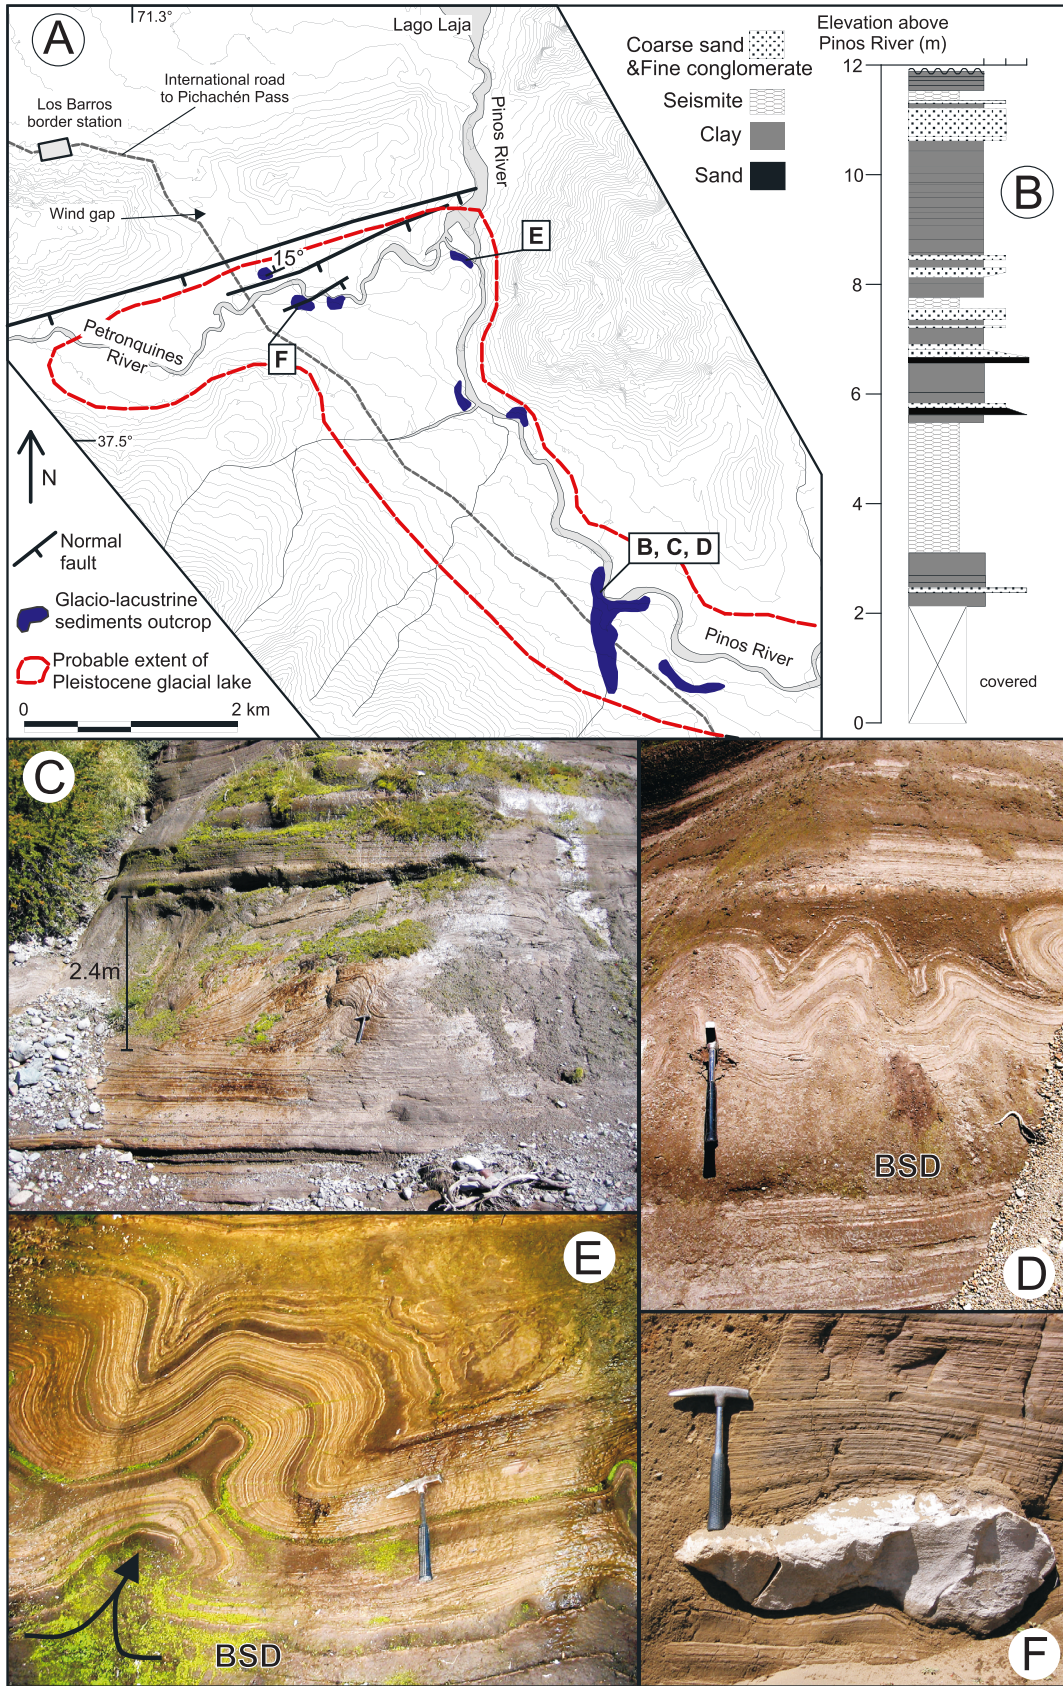 A
71.3°
Lago Laja
International road
to Pichachén Pass
Los Barros
border station
Pinos River
Wind gap
E
15°
Petronquines
River
F
37.5°
N
B, C, D
Normal
fault
Glacio-lacustrine
sediments outcrop
Pinos River
Probable extent of
Pleistocene glacial lake
0
2 km
Coarse sand
&Fine conglomerate
Seismite
Clay
Sand
Elevation above
Pinos River (m)
12
10
B
8
6
4
2
covered
0
C
2.4m
BSD
D
E
BSD
F